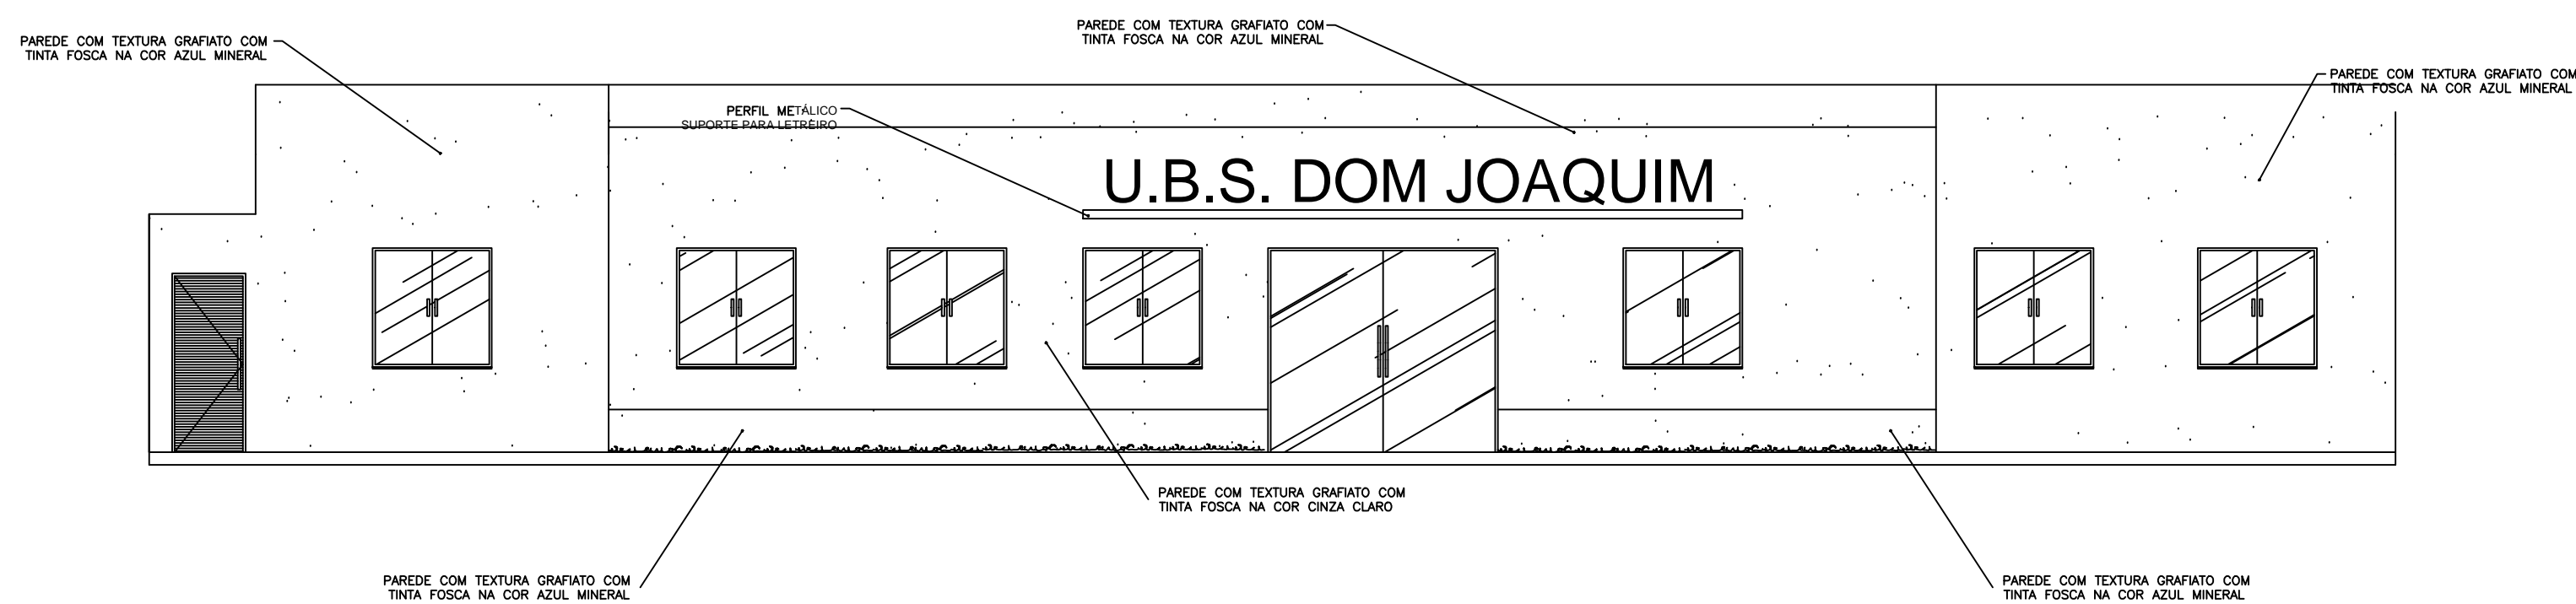 PAREDE COM TEXTURA GRAFIATO COM
TINTA FOSCA NA COR AZUL MINERAL
PAREDE COM TEXTURA GRAFIATO COM
TINTA FOSCA NA COR AZUL MINERAL
PAREDE COM TEXTURA GRAFIATO COM
TINTA FOSCA NA COR AZUL MINERAL
PERFIL METÁLICO
SUPORTE PARA LETREIRO
U.B.S. DOM JOAQUIM
PAREDE COM TEXTURA GRAFIATO COM
TINTA FOSCA NA COR CINZA CLARO
PAREDE COM TEXTURA GRAFIATO COM
TINTA FOSCA NA COR AZUL MINERAL
PAREDE COM TEXTURA GRAFIATO COM
TINTA FOSCA NA COR AZUL MINERAL